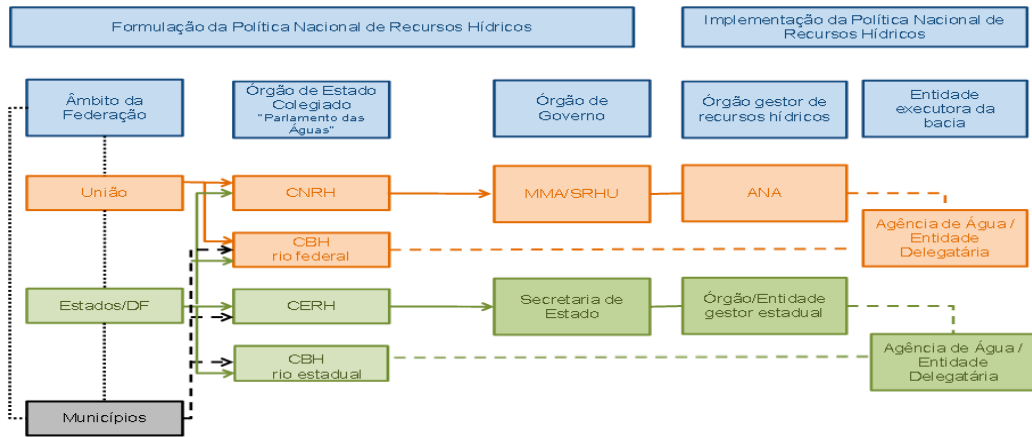 Formulação da Política Nacional de Recursos Hídricos
Implementação da Política Nacional de
Recursos Hídricos
Âmbito da
Federação
Órgão de Estado
Colegiado
"Parlamento das
Águas"
Órgão de
Governo
Órgão gestor de
recursos hídricos
Entidade
executora da
bacia
União
CNRH
MMA/SRHU
ANA
CBH
rio federal
Agência de Água /
Entidade
Delegatária
Estados/DF
CERH
Secretaria de
Estado
Órgão/Entidade
gestor estadual
CBH
rio estadual
Agência de Água /
Entidade
Delegatária
Municípios